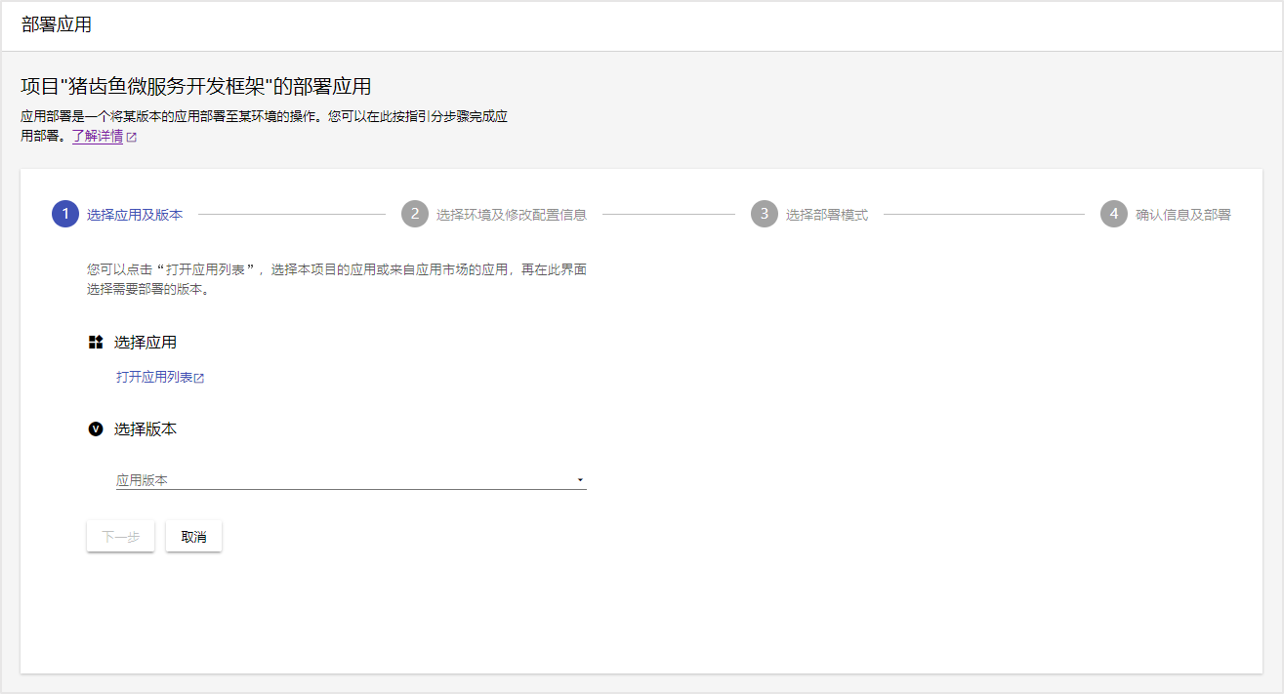 部署应用
项目"猪齿鱼微服务开发框架"的部署应用
应用部署是一个将某版本的应用部署至某环境的操作。您可以在此按指引分步骤完成应
用部署。了解详情
1 选择应用及版本
2 选择环境及修改配置信息
3 选择部署模式
4 确认信息及部署
您可以点击“打开应用列表”，选择本项目的应用或来自应用市场的应用，再在此界面
选择需要部署的版本。
选择应用
打开应用列表
V 选择版本
应用版本
下一步 取消